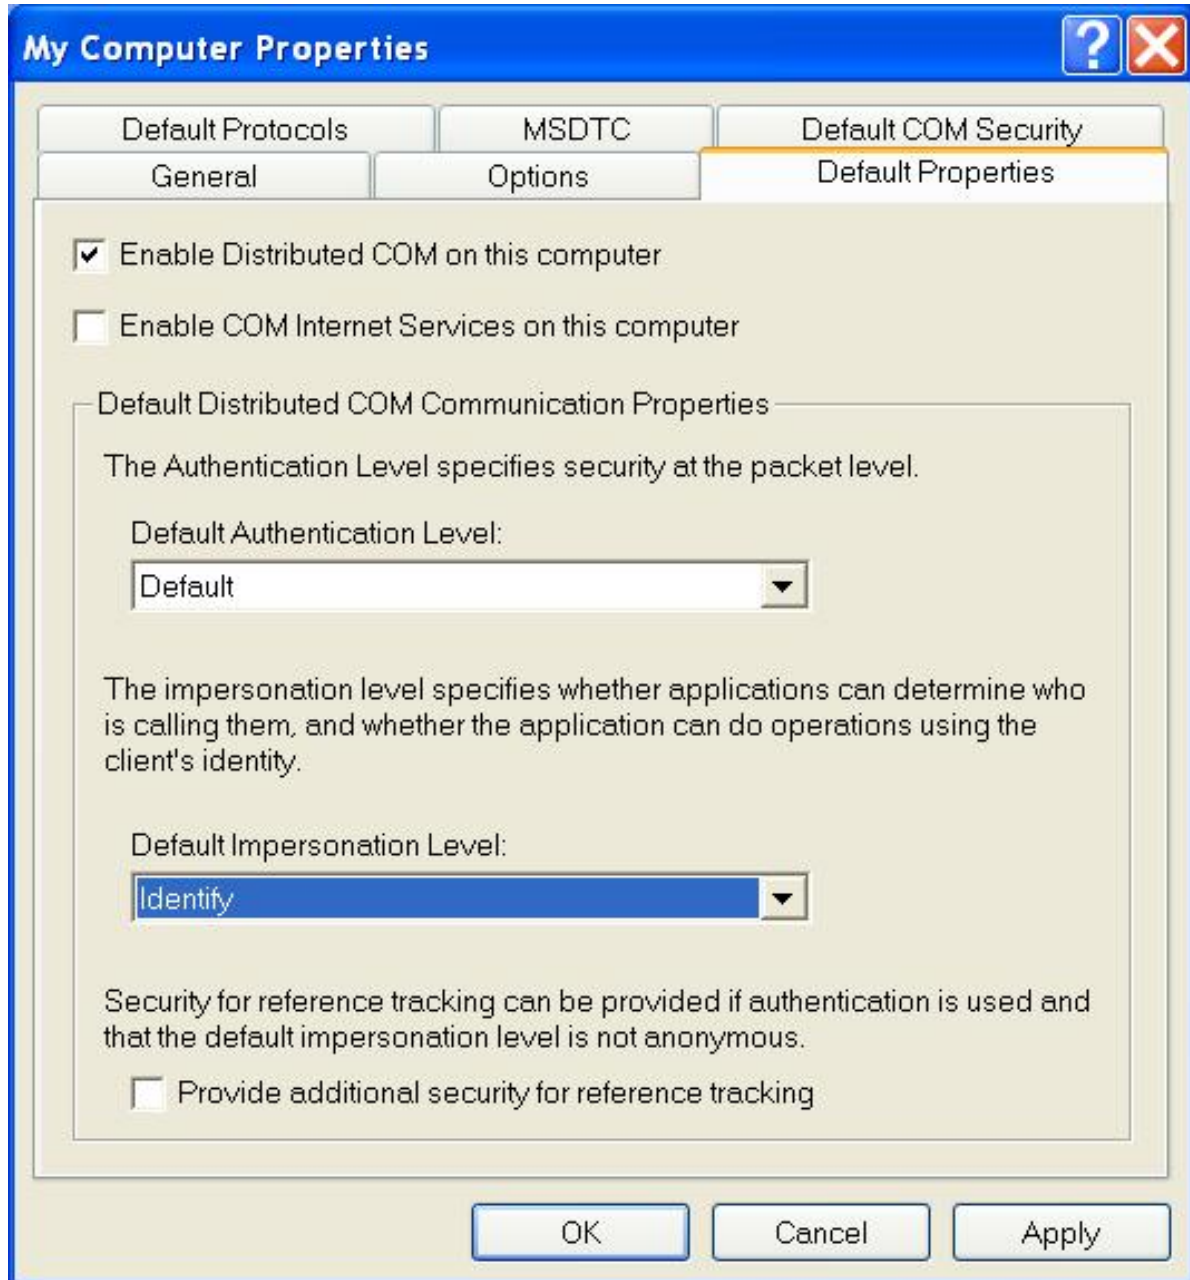 My Computer Properties
Default Protocols
MSDTC
Default COM Security
General
Options
Default Properties
Enable Distributed COM on this computer
Enable COM Internet Services on this computer
Default Distributed COM Communication Properties
The Authentication Level specifies security at the packet level.
Default Authentication Level:
Default
The impersonation level specifies whether applications can determine who
is calling them, and whether the application can do operations using the
client's identity.
Default Impersonation Level:
Identify
Security for reference tracking can be provided if authentication is used and
that the default impersonation level is not anonymous.
Provide additional security for reference tracking
OK
Cancel
Apply